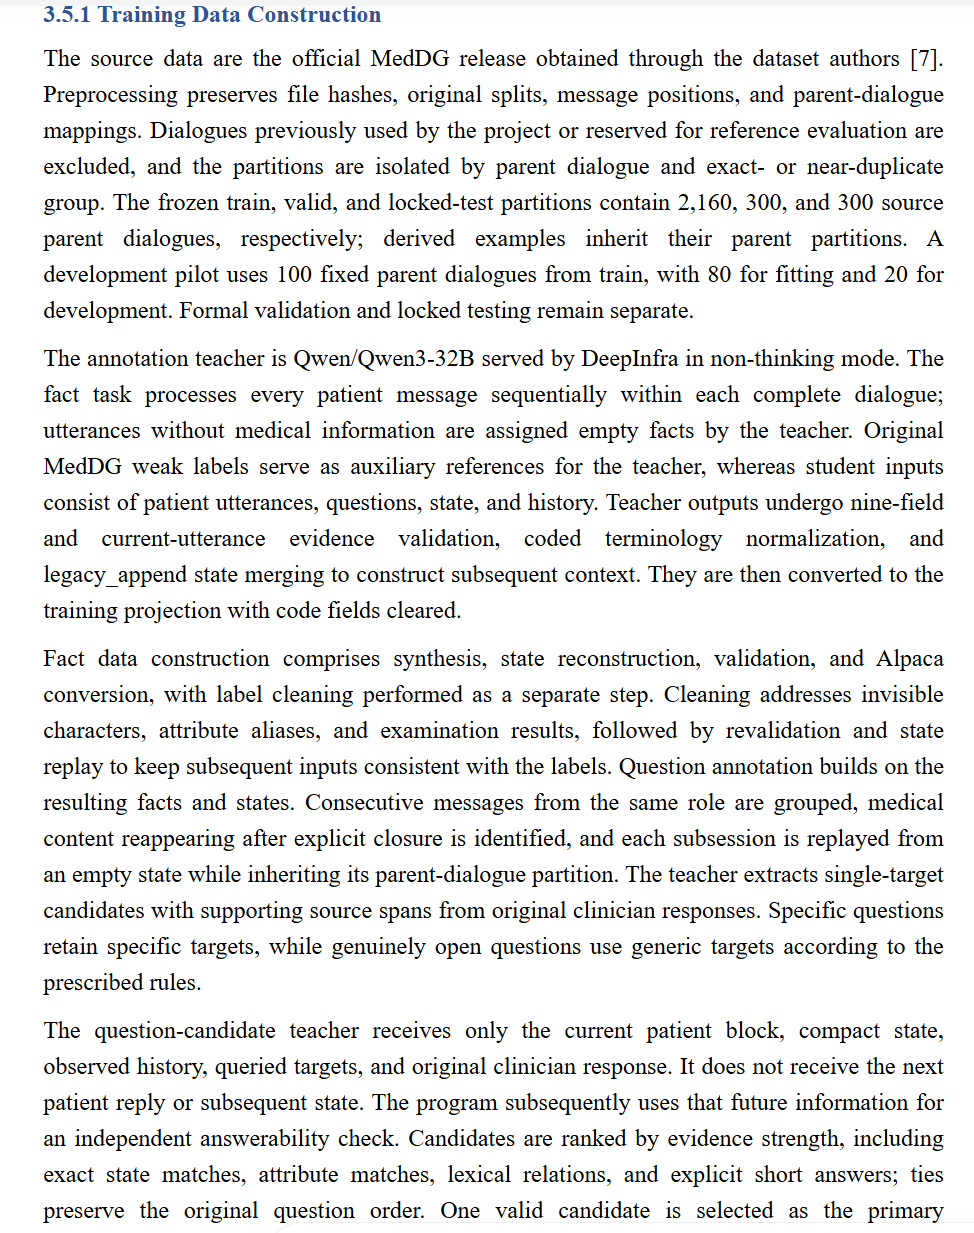 3.5.1 Training Data Construction
The source data are the official MedDG release obtained through the dataset authors [7].
Preprocessing preserves file hashes, original splits, message positions, and parent-dialogue
mappings. Dialogues previously used by the project or reserved for reference evaluation are
excluded, and the partitions are isolated by parent dialogue and exact- or near-duplicate
group. The frozen train, valid, and locked-test partitions contain 2,160, 300, and 300 source
parent dialogues, respectively; derived examples inherit their parent partitions. A
development pilot uses 100 fixed parent dialogues from train, with 80 for fitting and 20 for
development. Formal validation and locked testing remain separate.
The annotation teacher is Qwen/Qwen3-32B served by DeepInfra in non-thinking mode. The
fact task processes every patient message sequentially within each complete dialogue;
utterances without medical information are assigned empty facts by the teacher. Original
MedDG weak labels serve as auxiliary references for the teacher, whereas student inputs
consist of patient utterances, questions, state, and history. Teacher outputs undergo nine-field
and current-utterance evidence validation, coded terminology normalization, and
legacy_append state merging to construct subsequent context. They are then converted to the
training projection with code fields cleared.
Fact data construction comprises synthesis, state reconstruction, validation, and Alpaca
conversion, with label cleaning performed as a separate step. Cleaning addresses invisible
characters, attribute aliases, and examination results, followed by revalidation and state
replay to keep subsequent inputs consistent with the labels. Question annotation builds on the
resulting facts and states. Consecutive messages from the same role are grouped, medical
content reappearing after explicit closure is identified, and each subsession is replayed from
an empty state while inheriting its parent-dialogue partition. The teacher extracts single-target
candidates with supporting source spans from original clinician responses. Specific questions
retain specific targets, while genuinely open questions use generic targets according to the
prescribed rules.
The question-candidate teacher receives only the current patient block, compact state,
observed history, queried targets, and original clinician response. It does not receive the next
patient reply or subsequent state. The program subsequently uses that future information for
an independent answerability check. Candidates are ranked by evidence strength, including
exact state matches, attribute matches, lexical relations, and explicit short answers; ties
preserve the original question order. One valid candidate is selected as the primary